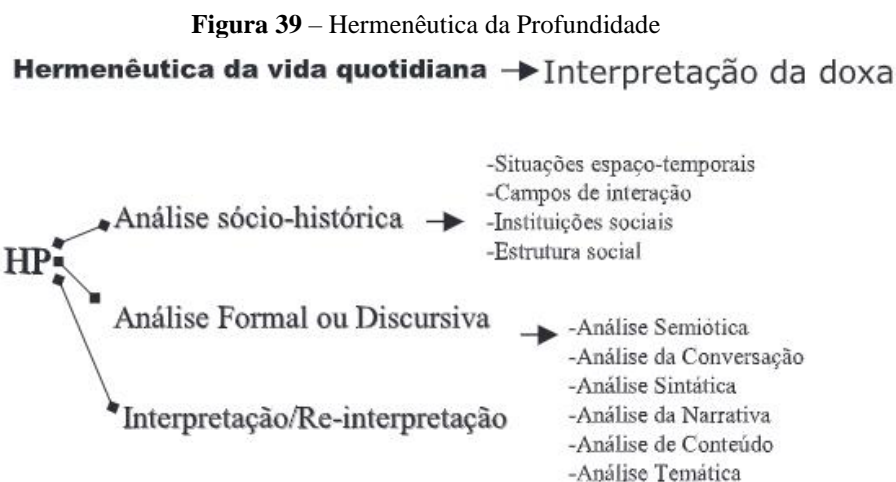 Figura 39 – Hermenêutica da Profundidade
Hermenêutica da vida quotidiana Interpretação da doxa
HP
Análise sócio-histórica
-Situações espaço-temporais
-Campos de interação
-Instituições sociais
-Estrutura social
Análise Formal ou Discursiva
-Análise Semiótica
-Análise da Conversação
-Análise Sintática
-Análise da Narrativa
-Análise de Conteúdo
-Análise Temática
Interpretação/Re-interpretação